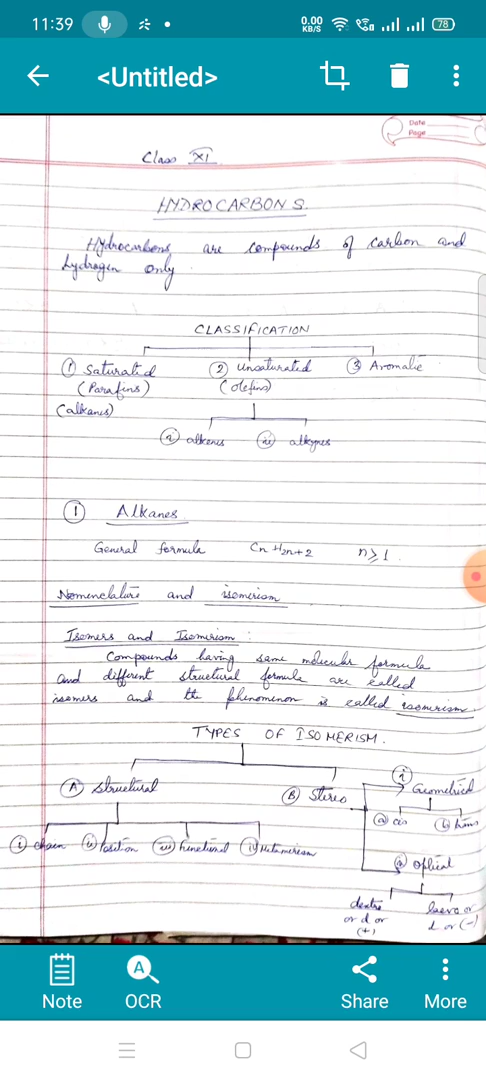 11:39
0.00 KB/S
78
<Untitled>
Date
Page
Class XI
HYDROCARBONS.
Hydrocarbons are compounds of carbon and
hydrogen only
CLASSIFICATION
① Saturated ② Unsaturated ③ Aromatic
(Parafins) (Olefins)
(alkanes)
(i) alkenes (ii) alkynes
① Alkanes
General formula CnH2n+2 n≥1
Nomenclature and isomerism
Isomers and Isomerism:
Compounds having same molecular formula
and different structural formula are called
isomers and the phenomenon is called isomerism.
TYPES OF ISOMERISM.
Ⓐ Structural Ⓑ Stereo (i) Geometrical
(a) cis (b) trans
(i) chain (ii) Position (iii) Functional (iv) Metamerism
(ii) Optical
dextro laevo or
or d or l or (-)
(+)
Note OCR Share More